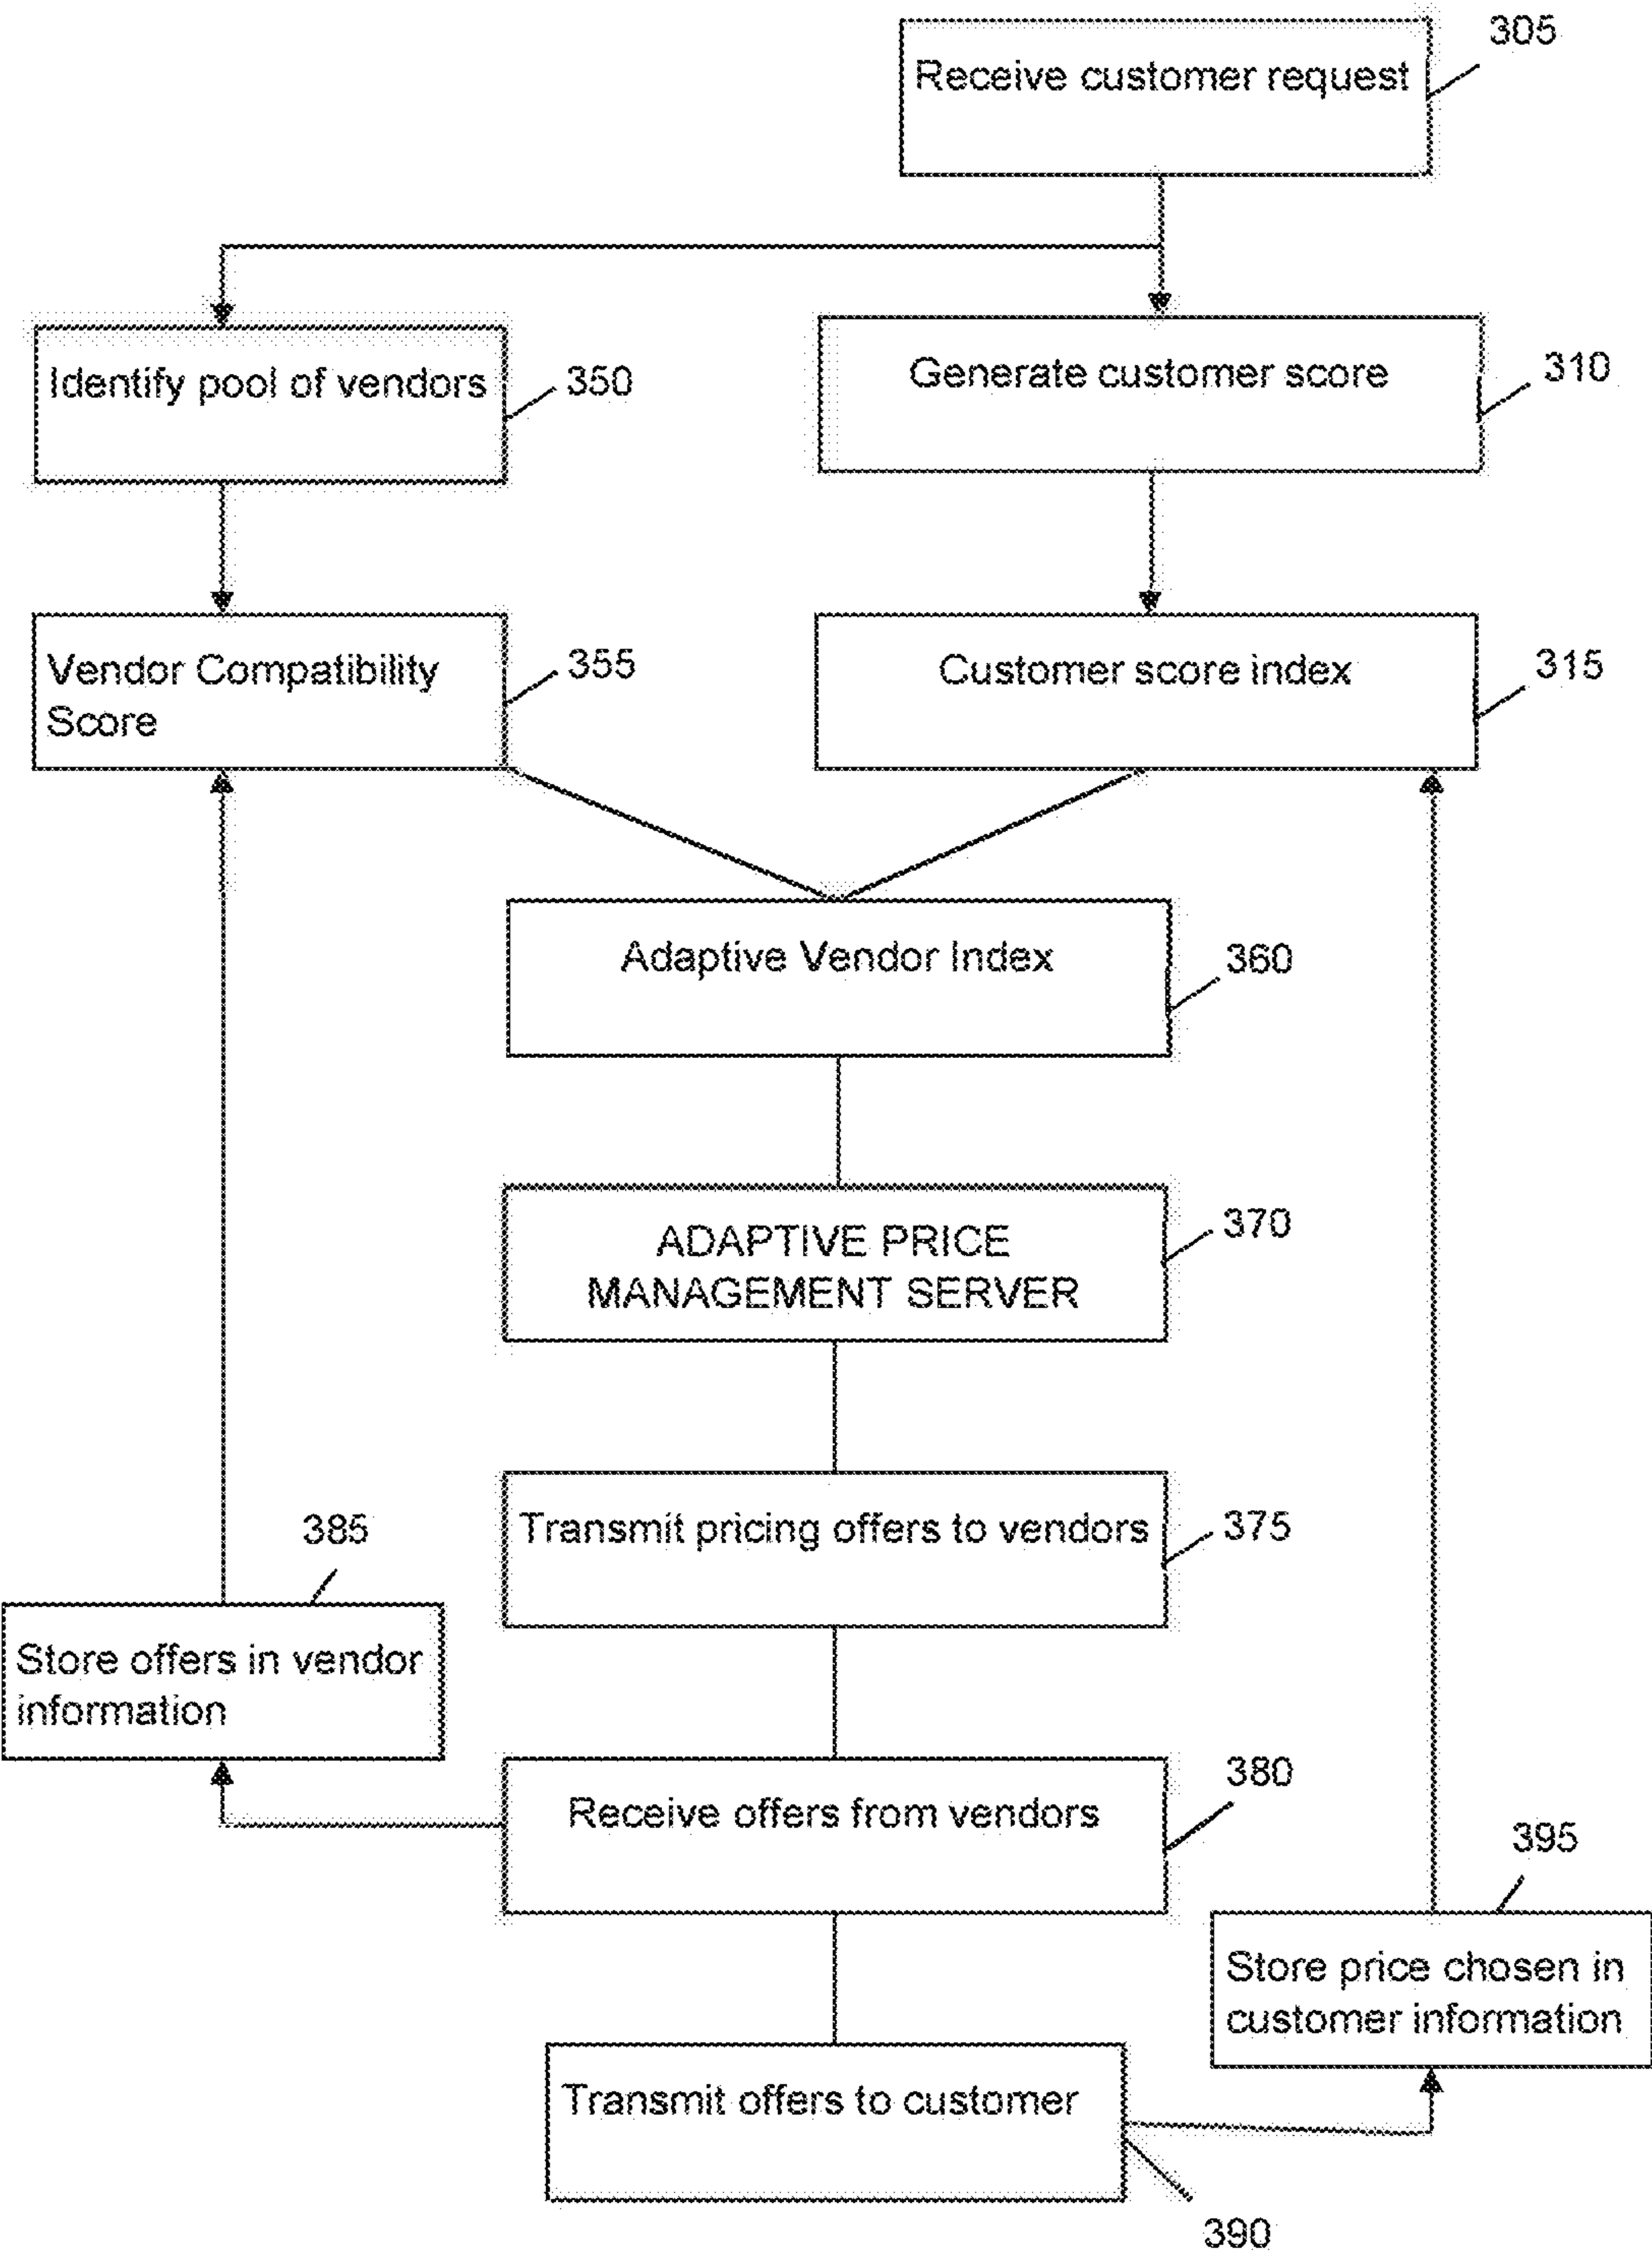 305
Receive customer request
Identify pool of vendors
350
Generate customer score
310
Vendor Compatibility
Score
355
Customer score index
315
Adaptive Vendor Index
360
ADAPTIVE PRICE
MANAGEMENT SERVER
370
Transmit pricing offers to vendors
375
385
Store offers in vendor
information
Receive offers from vendors
380
395
Store price chosen in
customer information
Transmit offers to customer
390